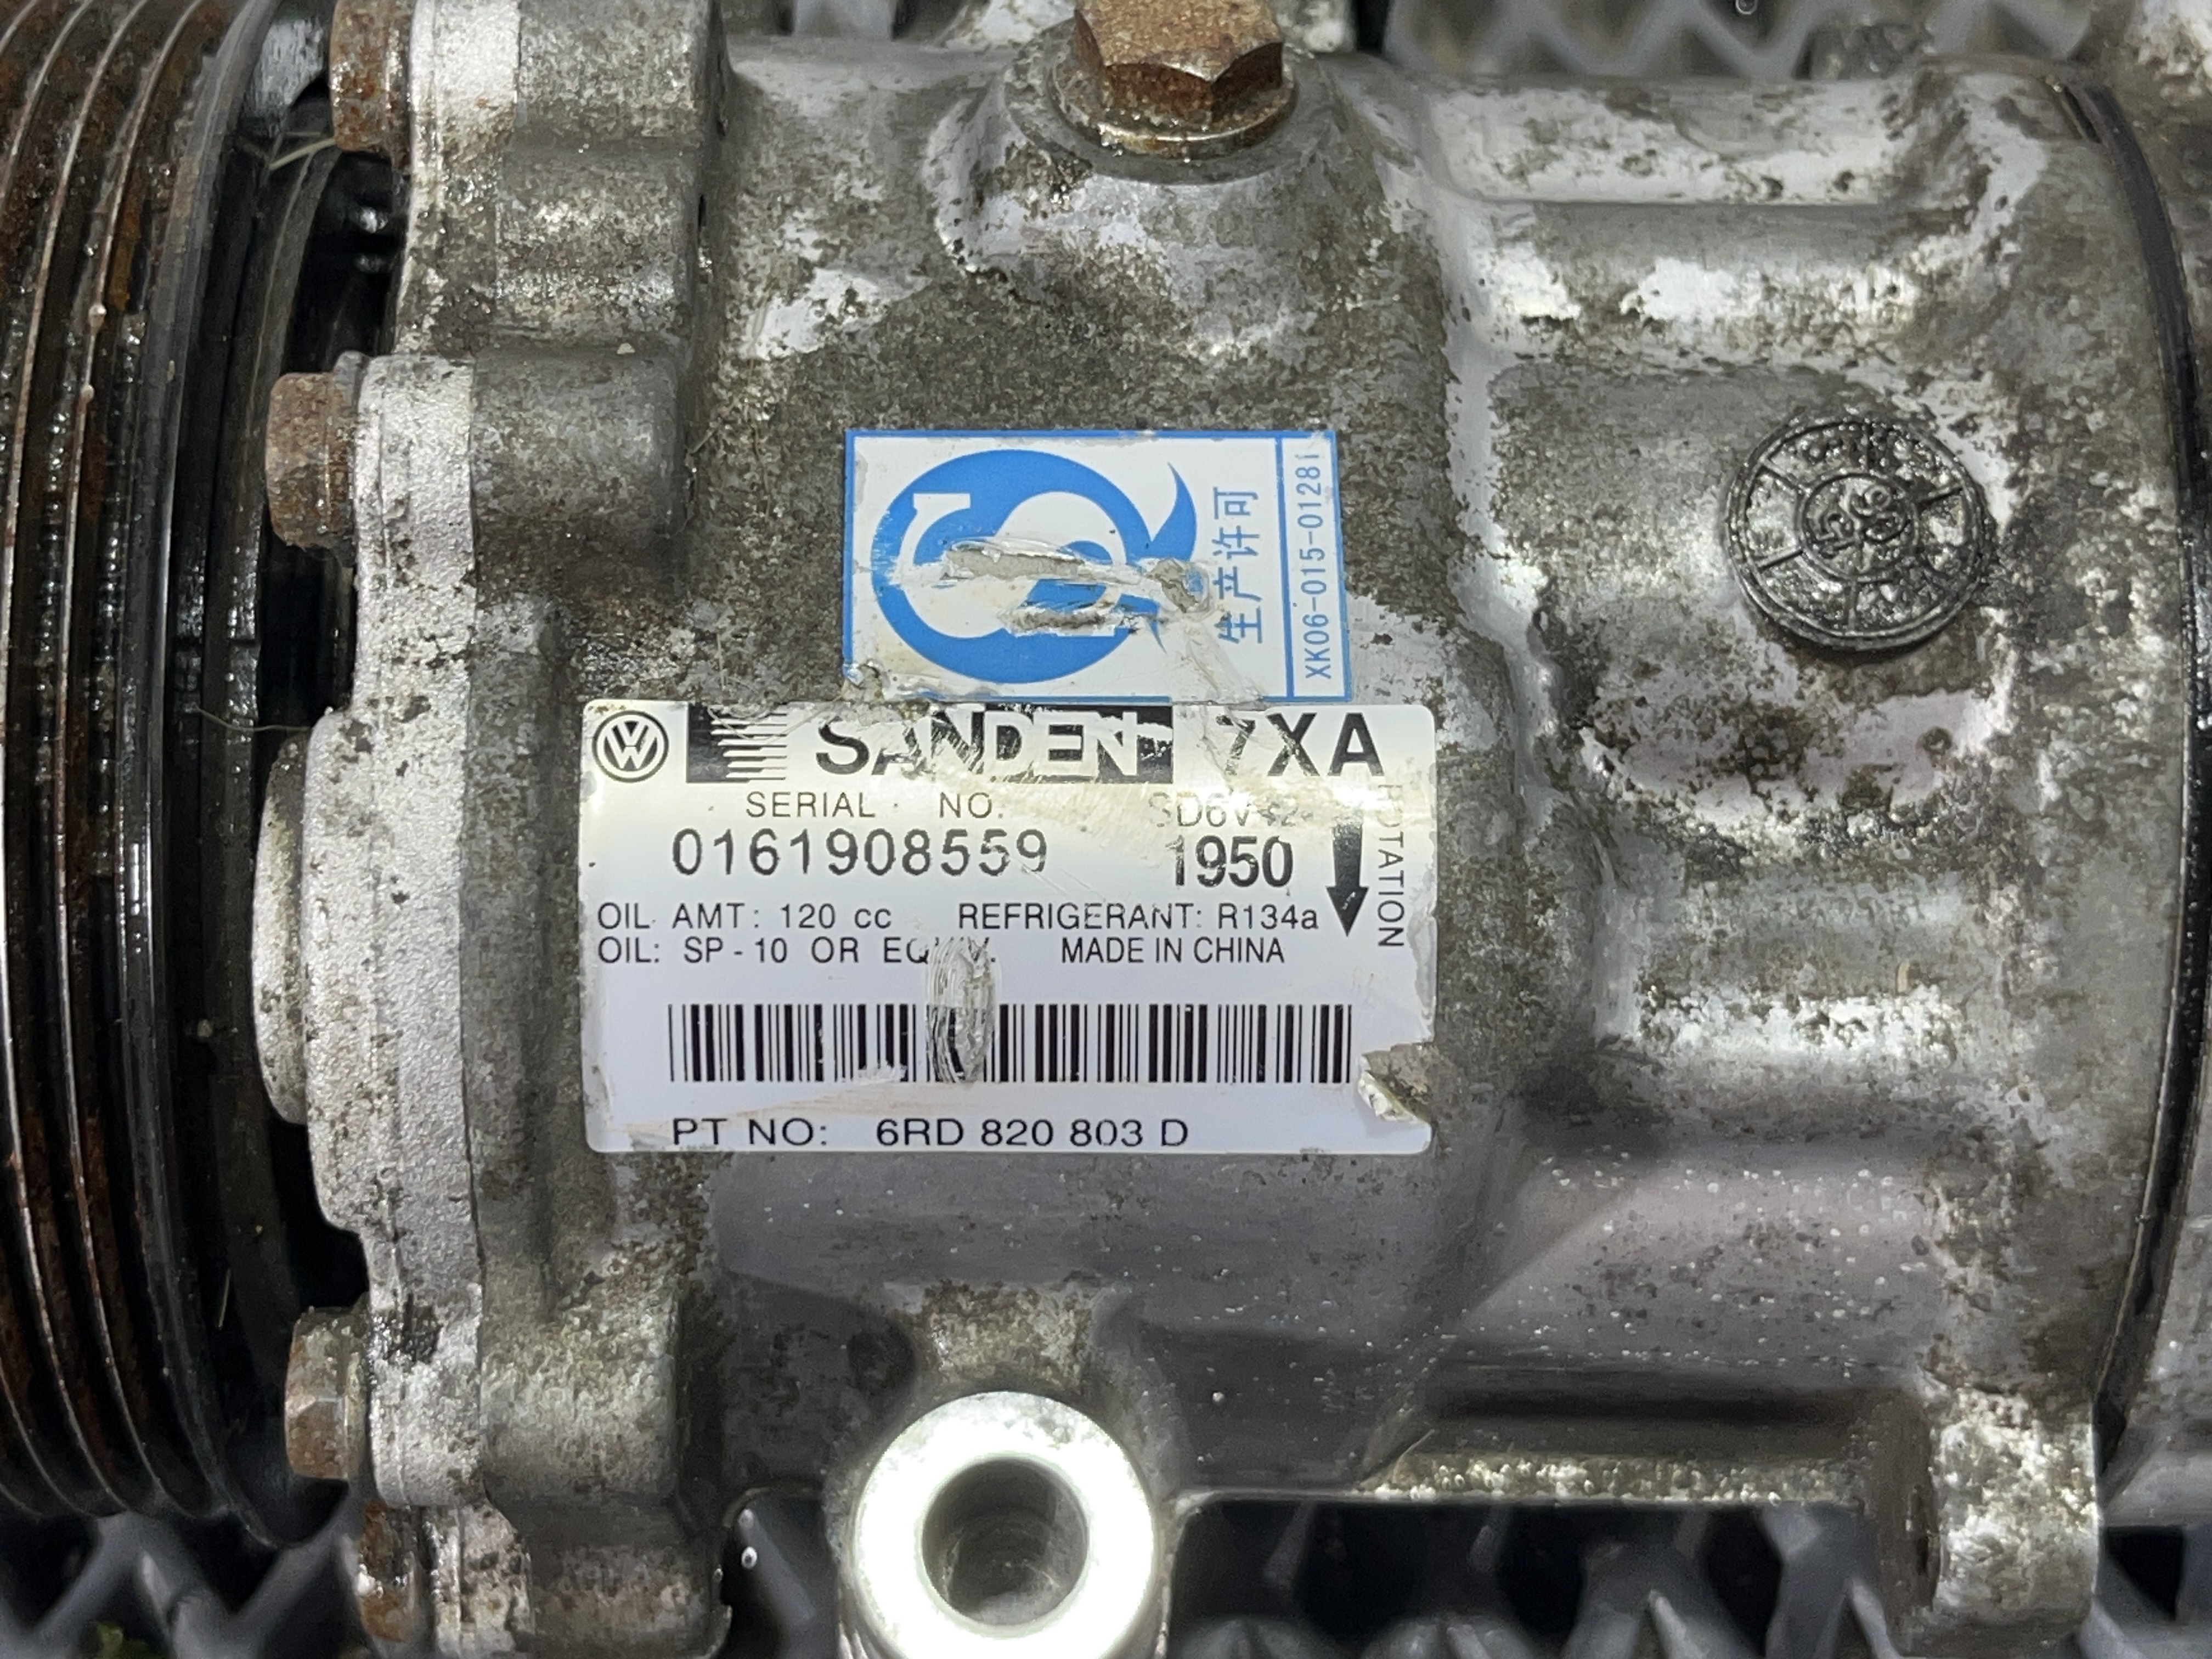 生产许可
XK06-015-01281
SANDEN 7XA
SERIAL NO.
0161908559 1950
ROTATION
OIL AMT: 120 cc REFRIGERANT: R134a
OIL: SP-10 OR MADE IN CHINA
PT NO: 6RD 820 803 D